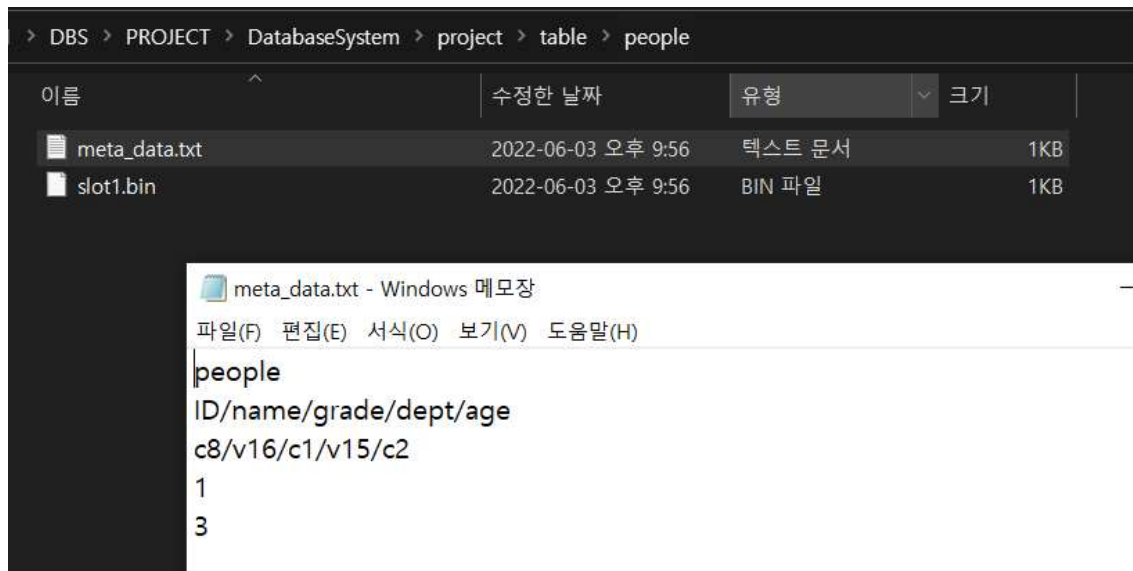 > DBS > PROJECT > DatabaseSystem > project > table > people
이름 수정한 날짜 유형 크기
meta_data.txt 2022-06-03 오후 9:56 텍스트 문서 1KB
slot1.bin 2022-06-03 오후 9:56 BIN 파일 1KB
meta_data.txt - Windows 메모장
파일(F) 편집(E) 서식(O) 보기(V) 도움말(H)
people
ID/name/grade/dept/age
c8/v16/c1/v15/c2
1
3